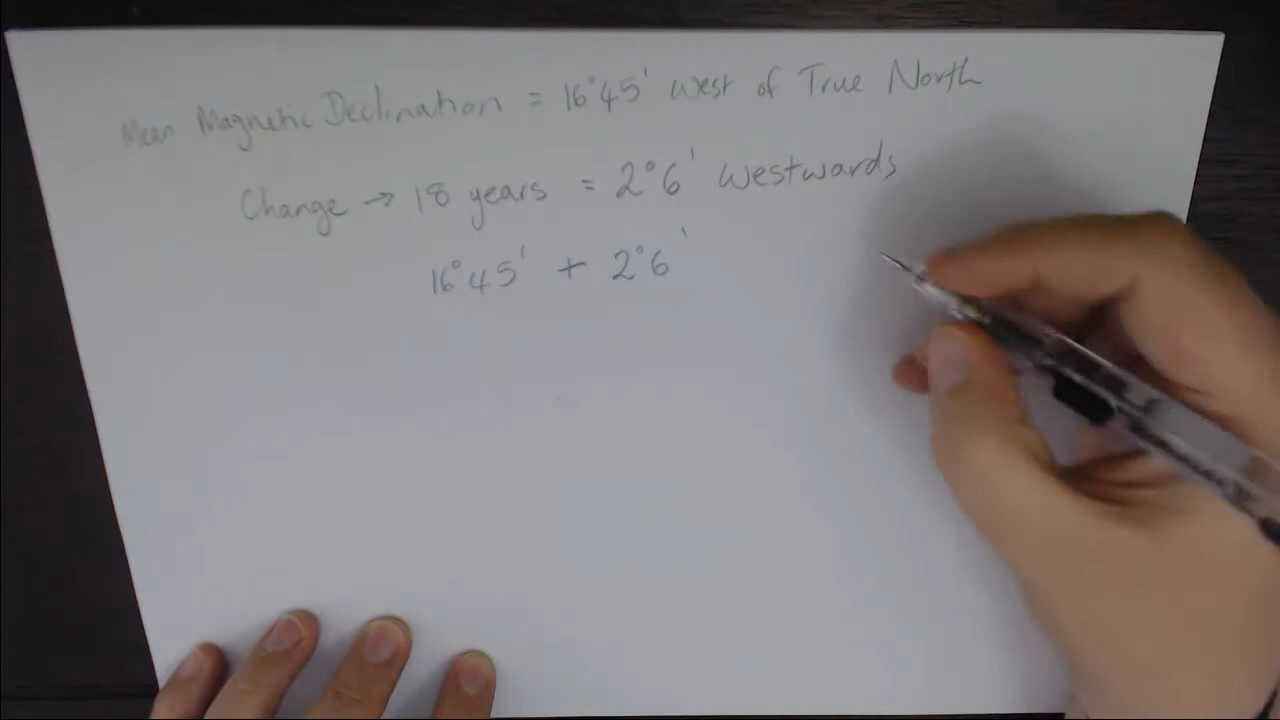 Mean Magnetic Declination = 16°45' West of True North
Change → 18 years = 2°6' Westwards
16°45' + 2°6'